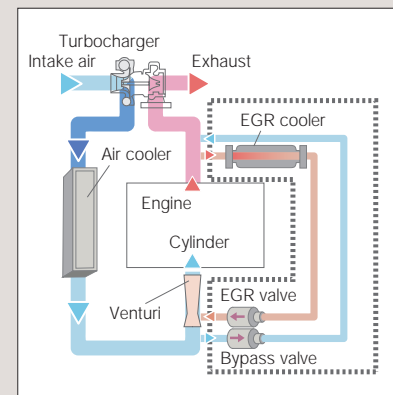 Turbocharger
Intake air
Exhaust
EGR cooler
Air cooler
Engine
Cylinder
EGR valve
Venturi
Bypass valve